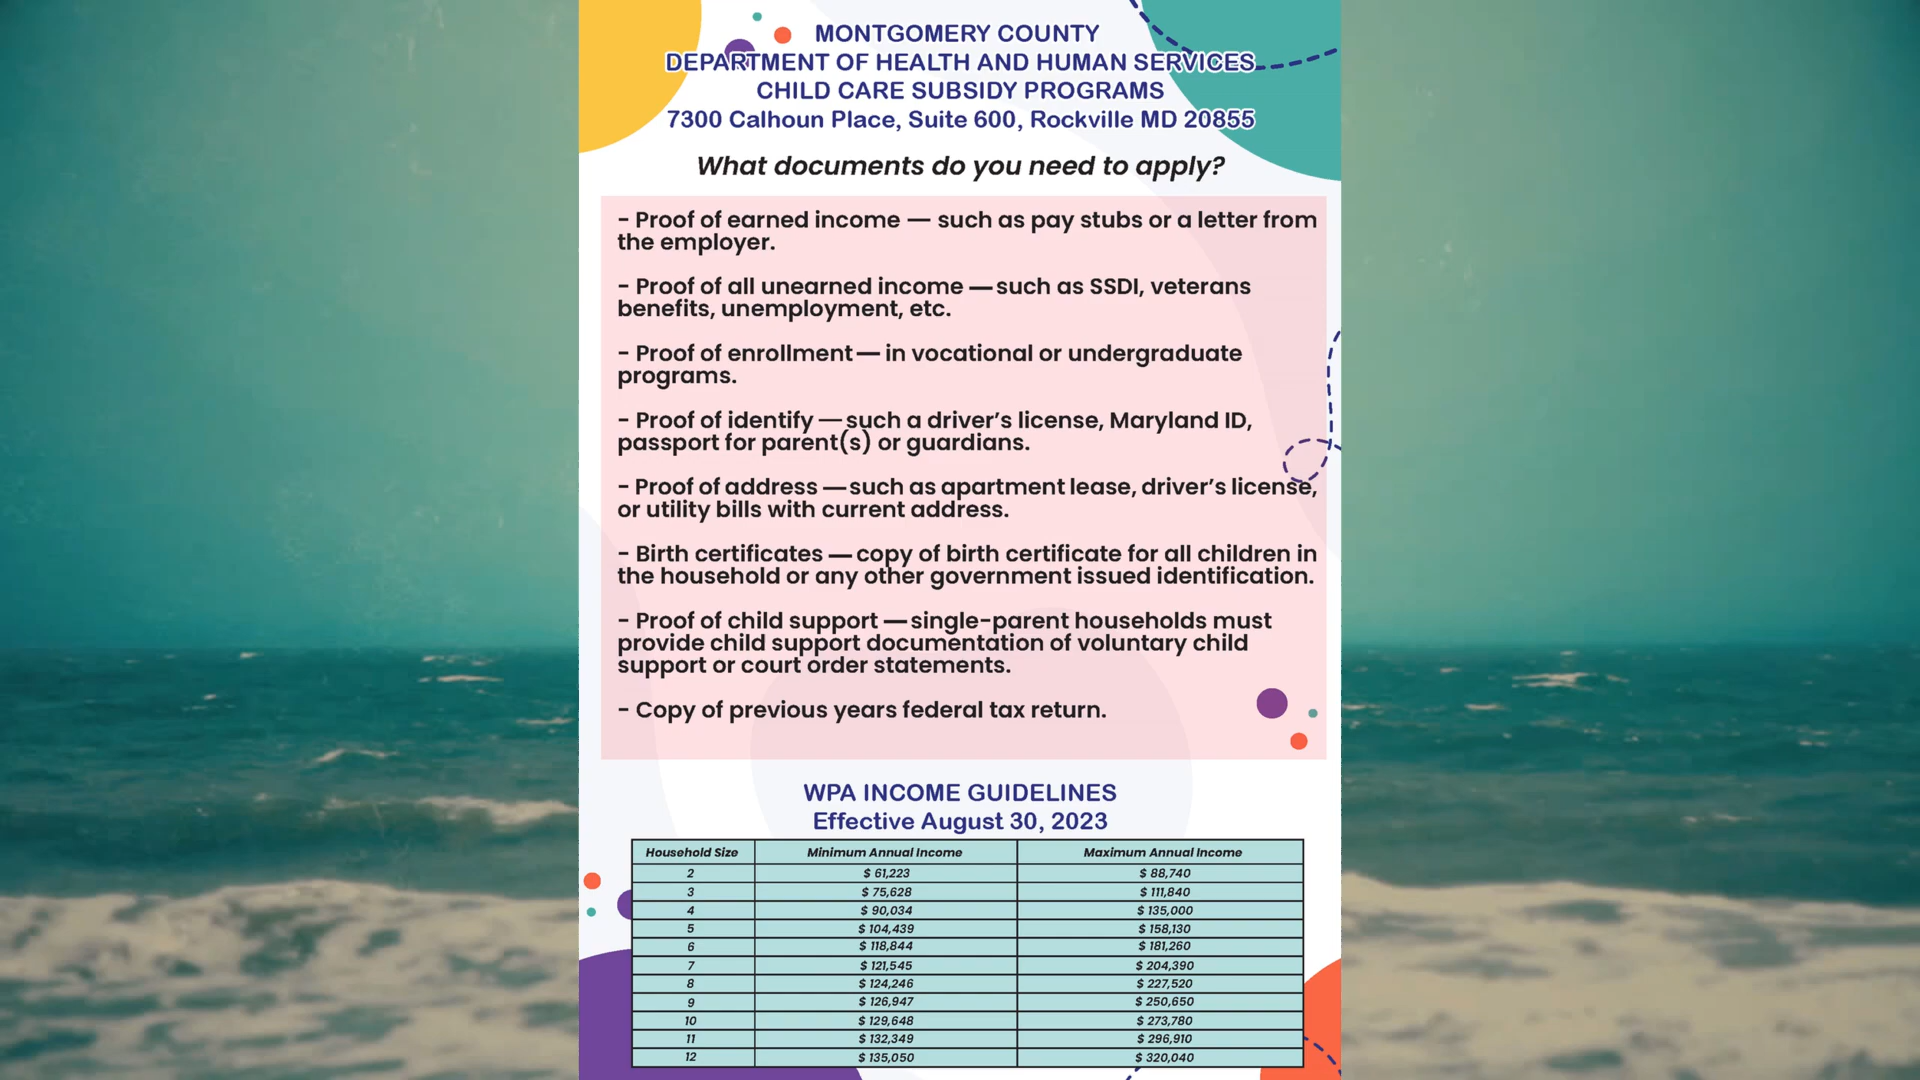 MONTGOMERY COUNTY
DEPARTMENT OF HEALTH AND HUMAN SERVICES
CHILD CARE SUBSIDY PROGRAMS
7300 Calhoun Place, Suite 600, Rockville MD 20855
What documents do you need to apply?
- Proof of earned income — such as pay stubs or a letter from
the employer.
- Proof of all unearned income — such as SSDI, veterans
benefits, unemployment, etc.
- Proof of enrollment — in vocational or undergraduate
programs.
- Proof of identify — such a driver's license, Maryland ID,
passport for parent(s) or guardians.
- Proof of address — such as apartment lease, driver's license,
or utility bills with current address.
- Birth certificates — copy of birth certificate for all children in
the household or any other government issued identification.
- Proof of child support — single-parent households must
provide child support documentation of voluntary child
support or court order statements.
- Copy of previous years federal tax return.
WPA INCOME GUIDELINES
Effective August 30, 2023
Household Size Minimum Annual Income Maximum Annual Income
2 $ 61,223 $ 88,740
3 $ 75,628 $ 111,840
4 $ 90,034 $ 135,000
5 $ 104,439 $ 158,130
6 $ 118,844 $ 181,260
7 $ 121,545 $ 204,390
8 $ 124,246 $ 227,520
9 $ 126,947 $ 250,650
10 $ 129,648 $ 273,780
11 $ 132,349 $ 296,910
12 $ 135,050 $ 320,040